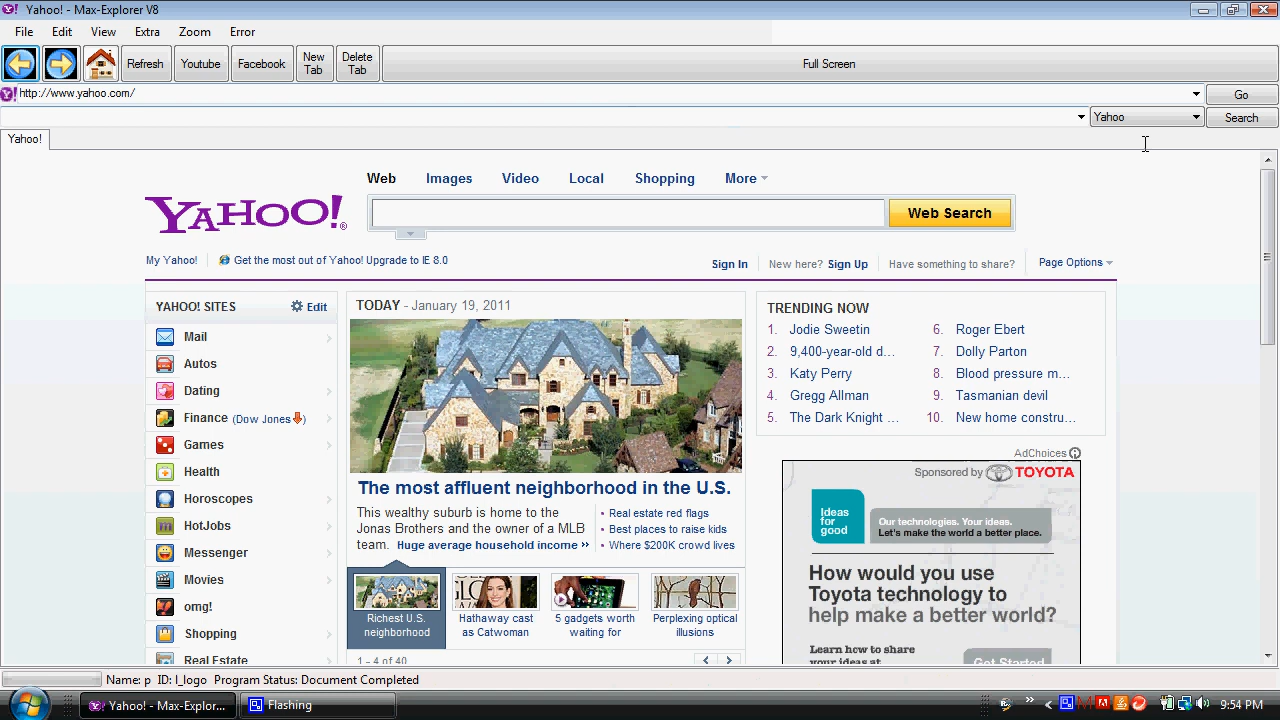 Yahoo! - Max-Explorer V8
File Edit View Extra Zoom Error
Refresh Youtube Facebook New Tab Delete Tab Full Screen
http://www.yahoo.com/ Go
Yahoo Search
Yahoo!
Web Images Video Local Shopping More
YAHOO!® Web Search
My Yahoo! Get the most out of Yahoo! Upgrade to IE 8.0
Sign In New here? Sign Up Have something to share? Page Options
YAHOO! SITES Edit
Mail
Autos
Dating
Finance (Dow Jones)
Games
Health
Horoscopes
HotJobs
Messenger
Movies
omg!
Shopping
Real Estate
TODAY - January 19, 2011
The most affluent neighborhood in the U.S.
This wealthy suburb is home to the
Jonas Brothers and the owner of a MLB
team. Huge average household income »
• Real estate red flags
• Best places to raise kids
• Where $200K crowd lives
Richest U.S.
neighborhood
Hathaway cast
as Catwoman
5 gadgets worth
waiting for
Perplexing optical
illusions
1 - 4 of 40
TRENDING NOW
1. Jodie Sweetin
2. 9,400-year-old d...
3. Katy Perry
4. Gregg Allman
5. The Dark Knight ...
6. Roger Ebert
7. Dolly Parton
8. Blood pressure m...
9. Tasmanian devil
10. New home constru...
AdChoices
Sponsored by TOYOTA
Ideas
for
good
Our technologies. Your ideas.
Let's make the world a better place.
How would you use
Toyota technology to
help make a better world?
Learn how to share
your ideas at
Get Started
Name: p ID: l_logo Program Status: Document Completed
Yahoo! - Max-Explor... Flashing 9:54 PM